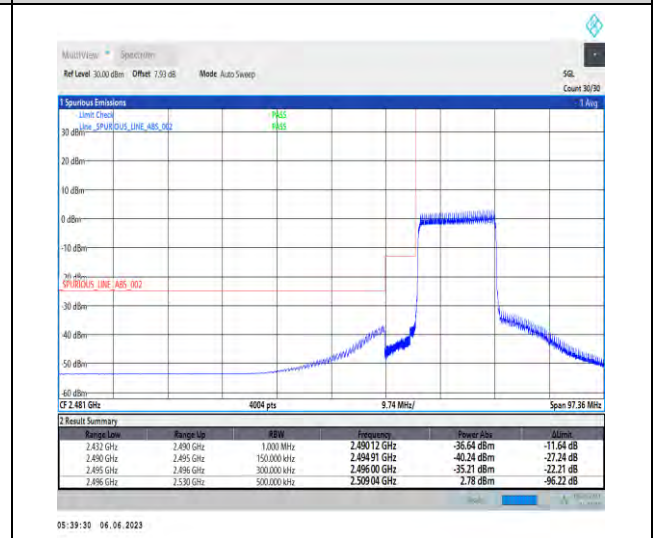 MultiView Spectrum
Ref Level 30.00 dBm Offset 7.93 dB Mode Auto Sweep SGL
Count 30/30
1 Spurious Emissions 1 Avg
Limit Check PASS
Line _SPURIOUS_LINE_ABS_002 PASS
30 dBm
20 dBm
10 dBm
0 dBm
-10 dBm
-20 dBm
SPURIOUS_LINE_ABS_002
-30 dBm
-40 dBm
-50 dBm
-60 dBm
CF 2.481 GHz 4004 pts 9.74 MHz/ Span 97.36 MHz
2 Result Summary
Range Low Range Up RBW Frequency Power Abs ΔLimit
2.432 GHz 2.490 GHz 1.000 MHz 2.490 12 GHz -36.64 dBm -11.64 dB
2.490 GHz 2.495 GHz 150.000 kHz 2.494 91 GHz -40.24 dBm -27.24 dB
2.495 GHz 2.496 GHz 300.000 kHz 2.496 00 GHz -35.21 dBm -22.21 dB
2.496 GHz 2.530 GHz 500.000 kHz 2.509 04 GHz 2.78 dBm -96.22 dB
05:39:30 06.06.2023